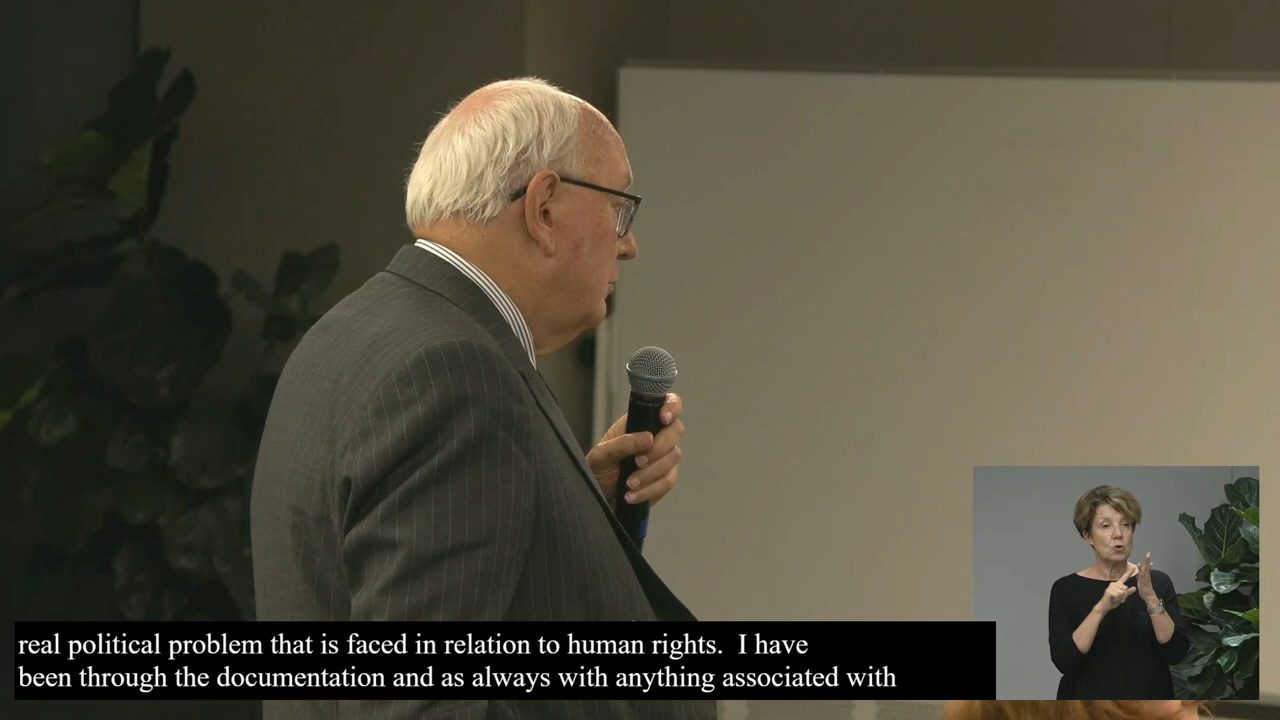 real political problem that is faced in relation to human rights.  I have
been through the documentation and as always with anything associated with